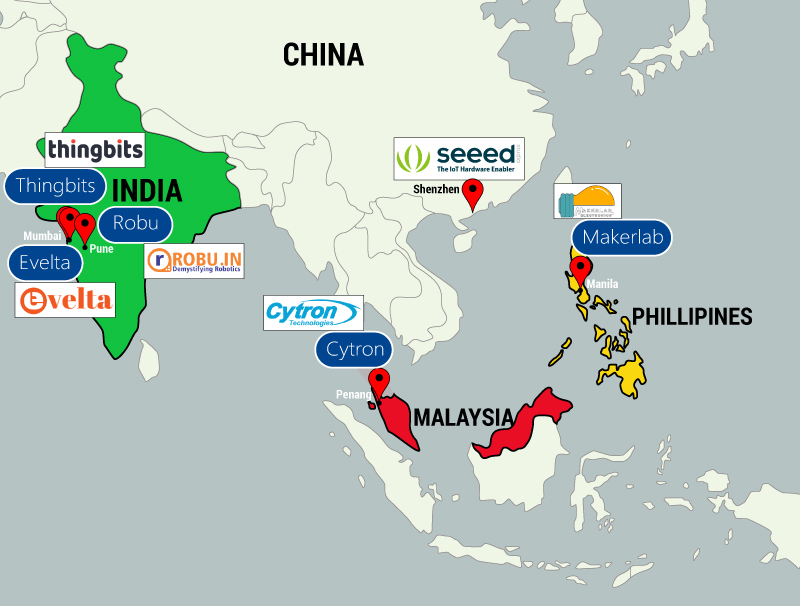 CHINA
thingbits
seeed
The IoT Hardware Enabler
Thingbits
INDIA
Shenzhen
Robu
Mumbai
Pune
Makerlab
Evelta
rROBU.IN
Demystifying Robotics
evelta
Manila
Cytron
Technologies
PHILLIPINES
Cytron
Penang
MALAYSIA